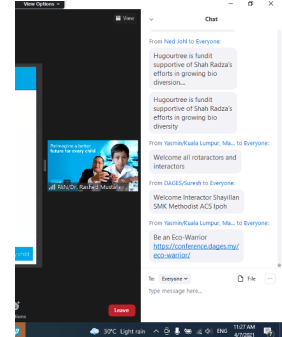 View Options
View
Chat
From Ned Johl to Everyone:
Hugourtree is fundit
supportive of Shah Radza's
efforts in growing bio
diversion...
Hugourtree is fundit
supportive of Shah Radza's
efforts in growing bio
diversity
From Yasmin/Kuala Lumpur, Ma... to Everyone:
Welcome all rotaractors and
interactors
From DAGES/Suresh to Everyone:
Welcome Interactor Shayillan
SMK Methodist ACS Ipoh
From Yasmin/Kuala Lumpur, Ma... to Everyone:
Be an Eco-Warrior
https://conference.dages.my/
eco-warrior/
Reimagine a better
future for every child
PAN/Dr. Rashed Mustafa
y child
To: Everyone
File
Type message here...
ions
Leave
30°C Light rain
ENG
11:27 AM
4/7/2021